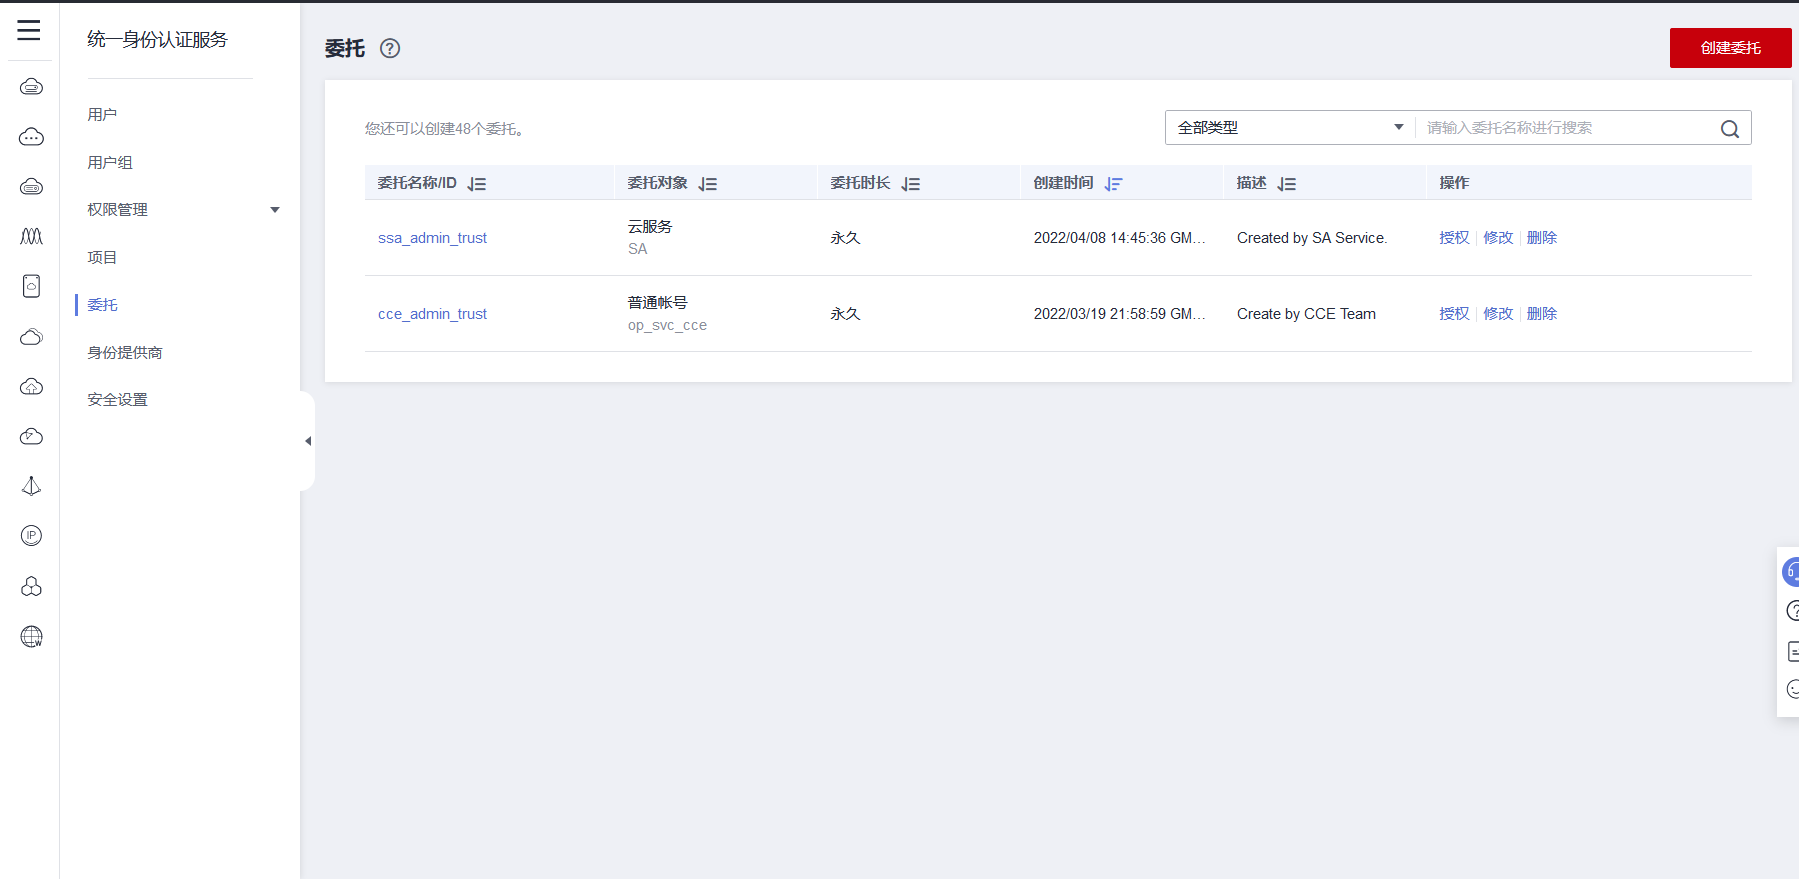 统一身份认证服务
用户
用户组
权限管理
项目
委托
身份提供商
安全设置
委托
创建委托
您还可以创建48个委托。
全部类型
请输入委托名称进行搜索
委托名称/ID 委托对象 委托时长 创建时间 描述 操作
ssa_admin_trust 云服务 SA 永久 2022/04/08 14:45:36 GM... Created by SA Service. 授权 修改 删除
cce_admin_trust 普通帐号 op_svc_cce 永久 2022/03/19 21:58:59 GM... Create by CCE Team 授权 修改 删除
IP
W